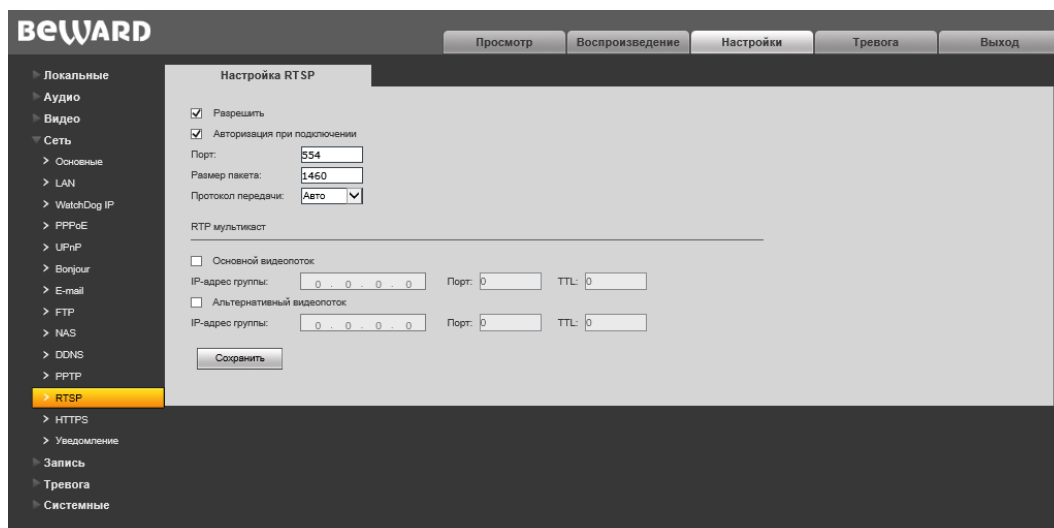 BEWARD
Просмотр
Воспроизведение
Настройки
Тревога
Выход
Локальные
Аудио
Видео
Сеть
Основные
LAN
WatchDog IP
PPPoE
UPnP
Bonjour
E-mail
FTP
NAS
DDNS
PPTP
RTSP
HTTPS
Уведомление
Запись
Тревога
Системные
Настройка RTSP
Разрешить
Авторизация при подключении
Порт: 554
Размер пакета: 1460
Протокол передачи: Авто
RTP мультикаст
Основной видеопоток
IP-адрес группы: 0 . 0 . 0 . 0 Порт: 0 TTL: 0
Альтернативный видеопоток
IP-адрес группы: 0 . 0 . 0 . 0 Порт: 0 TTL: 0
Сохранить